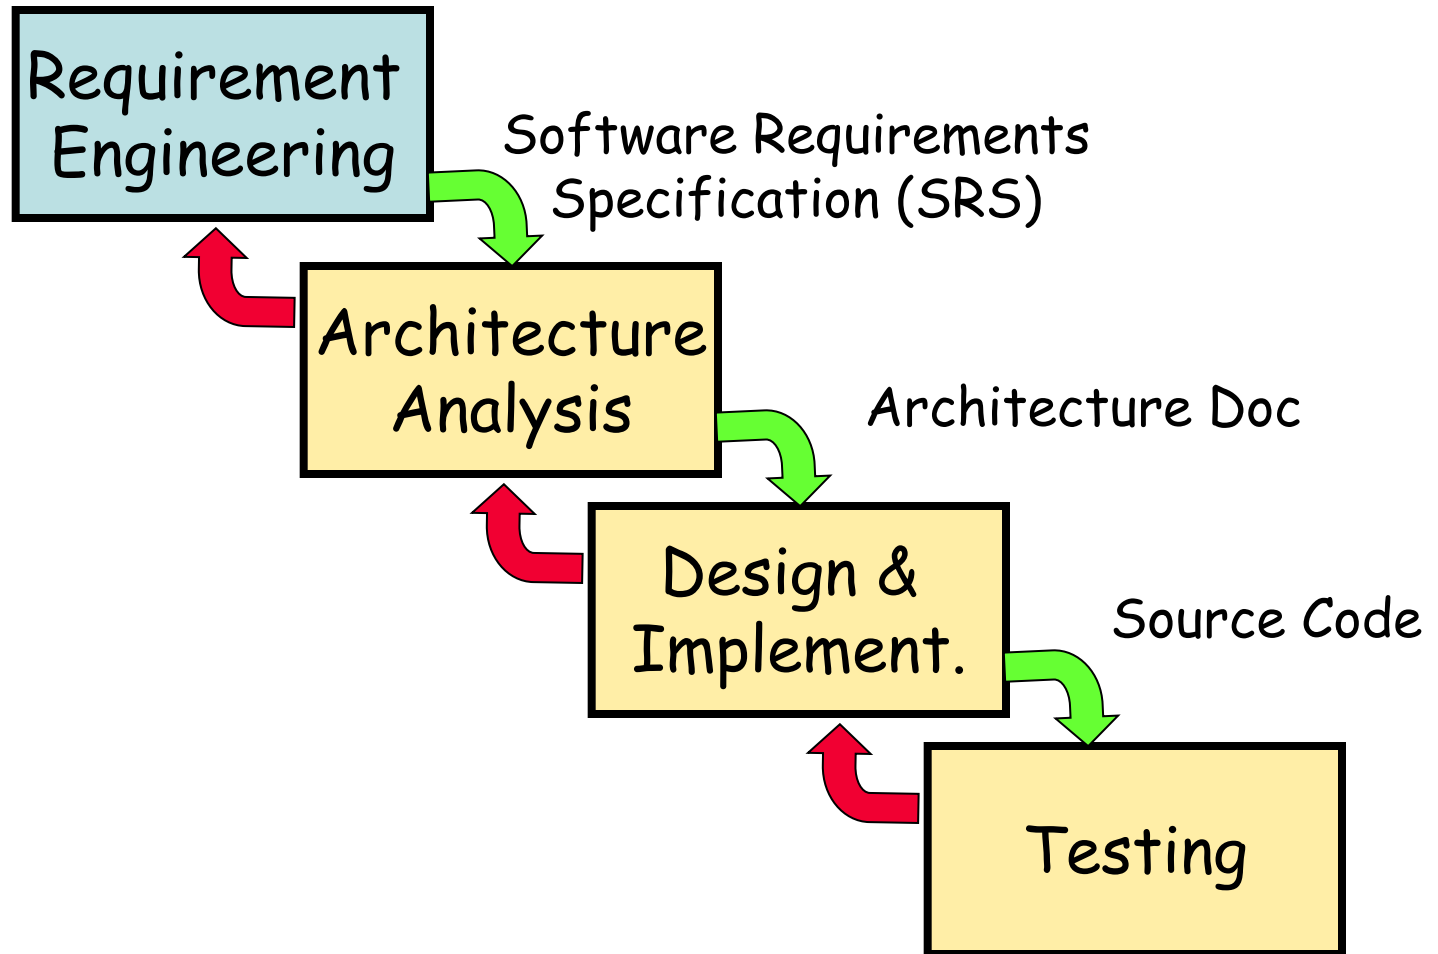 Requirement
Engineering
Software Requirements
Specification (SRS)
Architecture
Analysis
Architecture Doc
Design &
Implement.
Source Code
Testing